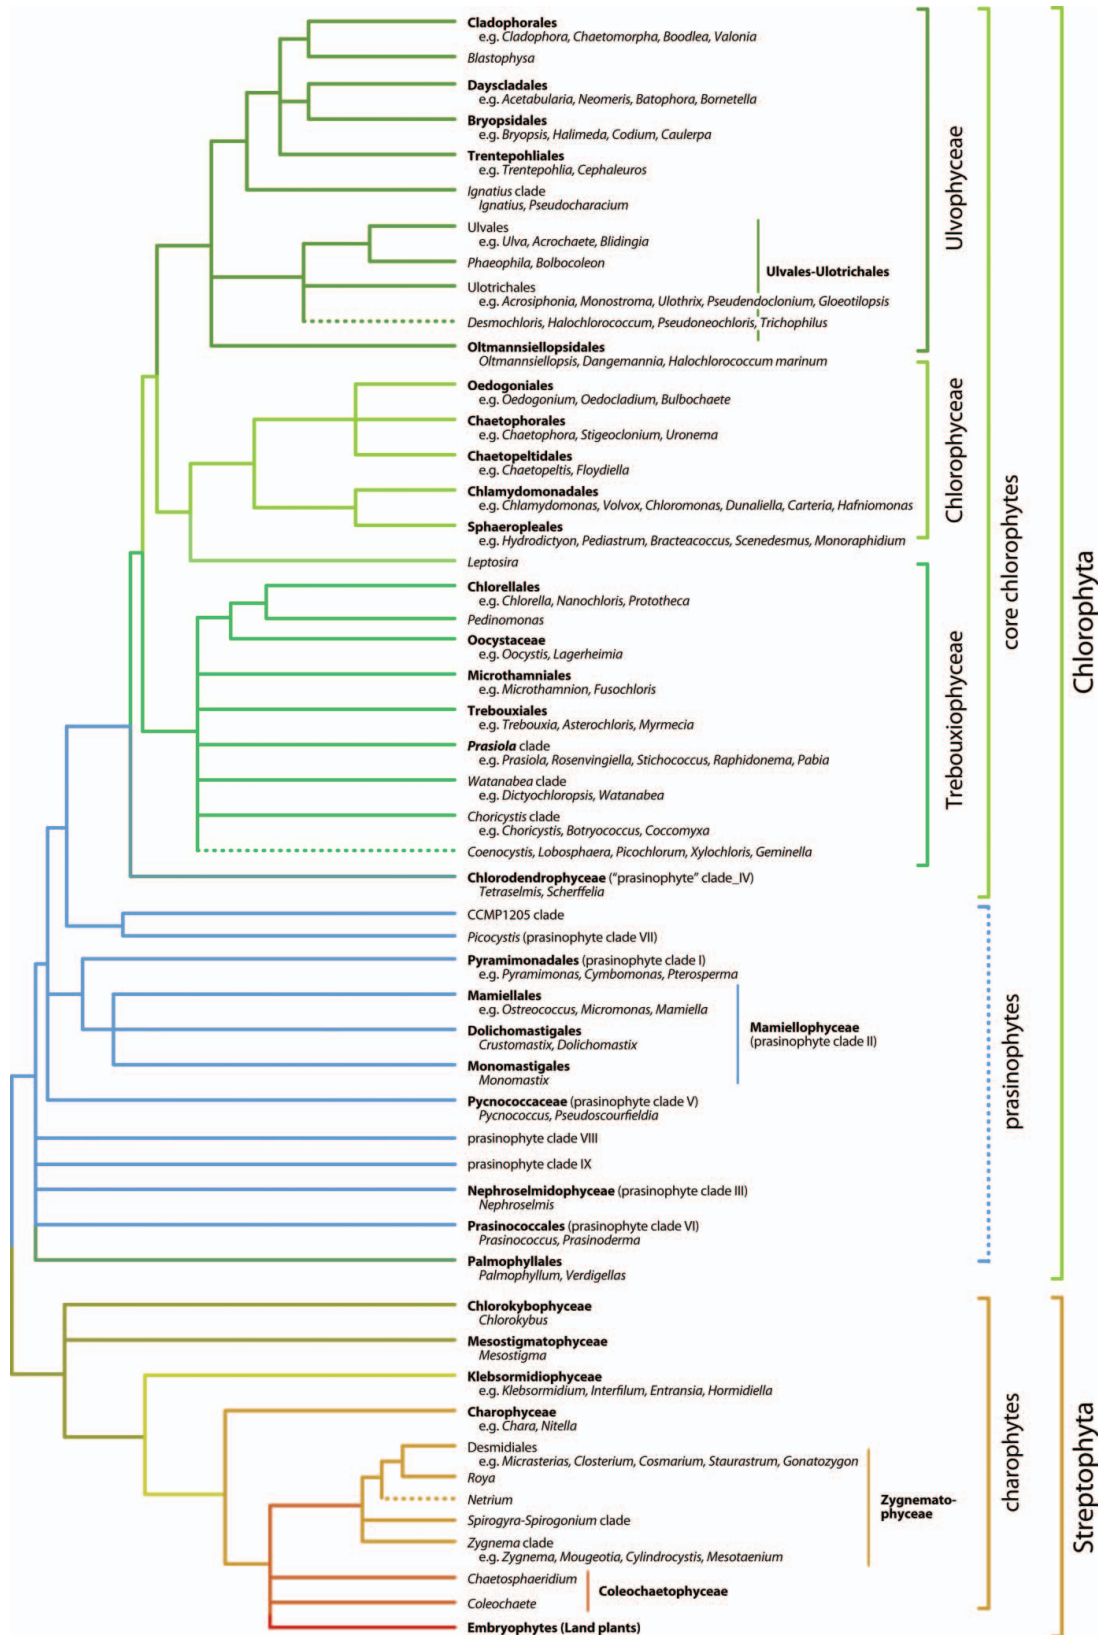 Cladophorales
e.g. Cladophora, Chaetomorpha, Boodlea, Valonia
Blastophysa
Dayscladales
e.g. Acetabularia, Neomeris, Batophora, Bornetella
Bryopsidales
e.g. Bryopsis, Halimeda, Codium, Caulerpa
Trentepohliales
e.g. Trentepohlia, Cephaleuros
Ignatius clade
Ignatius, Pseudocharacium
Ulvales
e.g. Ulva, Acrochaete, Blidingia
Phaeophila, Bolbocoleon
Ulvales-Ulotrichales
Ulotrichales
e.g. Acrosiphonia, Monostroma, Ulothrix, Pseudendoclonium, Gloeotilopsis
Desmochloris, Halochlorococcum, Pseudoneochloris, Trichophilus
Oltmannsiellopsidales
Oltmannsiellopsis, Dangemannia, Halochlorococcum marinum
Ulvophyceae
Oedogoniales
e.g. Oedogonium, Oedocladium, Bulbochaete
Chaetophorales
e.g. Chaetophora, Stigeoclonium, Uronema
Chaetopeltidales
e.g. Chaetopeltis, Floydiella
Chlamydomonadales
e.g. Chlamydomonas, Volvox, Chloromonas, Dunaliella, Carteria, Hafniomonas
Sphaeropleales
e.g. Hydrodictyon, Pediastrum, Bracteacoccus, Scenedesmus, Monoraphidium
Chlorophyceae
Leptosira
Chlorellales
e.g. Chlorella, Nanochloris, Prototheca
Pedinomonas
Oocystaceae
e.g. Oocystis, Lagerheimia
Microthamniales
e.g. Microthamnion, Fusochloris
Trebouxiales
e.g. Trebouxia, Asterochloris, Myrmecia
Prasiola clade
e.g. Prasiola, Rosenvingiella, Stichococcus, Raphidonema, Pabia
Watanabea clade
e.g. Dictyochloropsis, Watanabea
Choricystis clade
e.g. Choricystis, Botryococcus, Coccomyxa
Coenocystis, Lobosphaera, Picochlorum, Xylochloris, Geminella
Trebouxiophyceae
Chlorodendrophyceae (“prasinophyte” clade_IV)
Tetraselmis, Scherffelia
core chlorophytes
CCMP1205 clade
Picocystis (prasinophyte clade VII)
Pyramimonadales (prasinophyte clade I)
e.g. Pyramimonas, Cymbomonas, Pterosperma
Mamiellales
e.g. Ostreococcus, Micromonas, Mamiella
Dolichomastigales
Crustomastix, Dolichomastix
Monomastigales
Monomastix
Mamiellophyceae
(prasinophyte clade II)
Pycnococcaceae (prasinophyte clade V)
Pycnococcus, Pseudoscourfieldia
prasinophyte clade VIII
prasinophyte clade IX
Nephroselmidophyceae (prasinophyte clade III)
Nephroselmis
Prasinococcales (prasinophyte clade VI)
Prasinococcus, Prasinoderma
Palmophyllales
Palmophyllum, Verdigellas
prasinophytes
Chlorophyta
Chlorokybophyceae
Chlorokybus
Mesostigmatophyceae
Mesostigma
Klebsormidiophyceae
e.g. Klebsormidium, Interfilum, Entransia, Hormidiella
Charophyceae
e.g. Chara, Nitella
Desmidiales
e.g. Micrasterias, Closterium, Cosmarium, Staurastrum, Gonatozygon
Roya
Netrium
Spirogyra-Spirogonium clade
Zygnema clade
e.g. Zygnema, Mougeotia, Cylindrocystis, Mesotaenium
Zygnemato-
phyceae
Chaetosphaeridium
Coleochaete
Coleochaetophyceae
Embryophytes (Land plants)
charophytes
Streptophyta